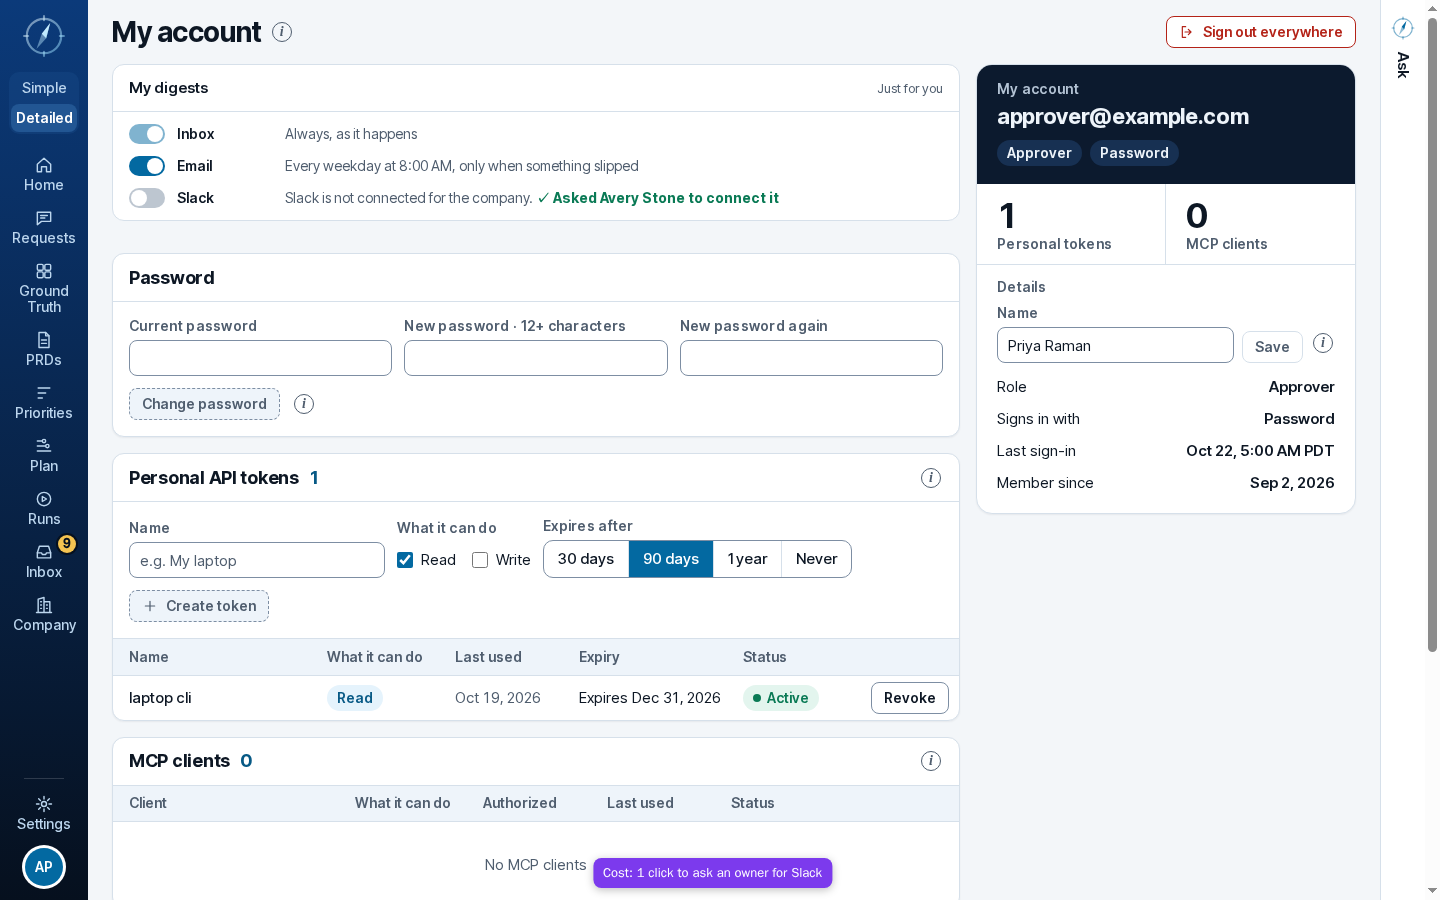 Simple
Detailed
Home
Requests
Ground
Truth
PRDs
Priorities
Plan
Runs
9
Inbox
Company
Settings
AP
My account i
Sign out everywhere
My digests Just for you
Inbox Always, as it happens
Email Every weekday at 8:00 AM, only when something slipped
Slack Slack is not connected for the company. ✓ Asked Avery Stone to connect it
Password
Current password New password · 12+ characters New password again
Change password i
Personal API tokens 1 i
Name What it can do Expires after
e.g. My laptop Read Write 30 days 90 days 1 year Never
+ Create token
Name What it can do Last used Expiry Status
laptop cli Read Oct 19, 2026 Expires Dec 31, 2026 Active Revoke
MCP clients 0 i
Client What it can do Authorized Last used Status
No MCP clients
Cost: 1 click to ask an owner for Slack
My account
approver@example.com
Approver Password
1 0
Personal tokens MCP clients
Details
Name
Priya Raman Save i
Role Approver
Signs in with Password
Last sign-in Oct 22, 5:00 AM PDT
Member since Sep 2, 2026
Ask